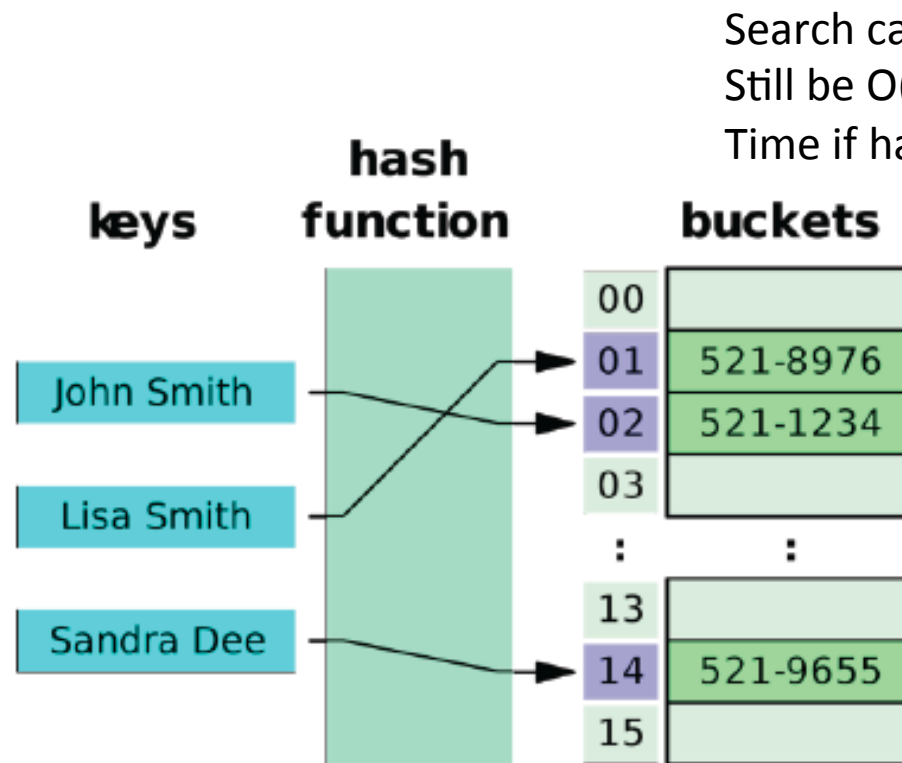 Search ca
Still be O(
Time if ha
hash
function
keys
buckets
00
01 521-8976
02 521-1234
03
:
:
13
14 521-9655
15
John Smith
Lisa Smith
Sandra Dee